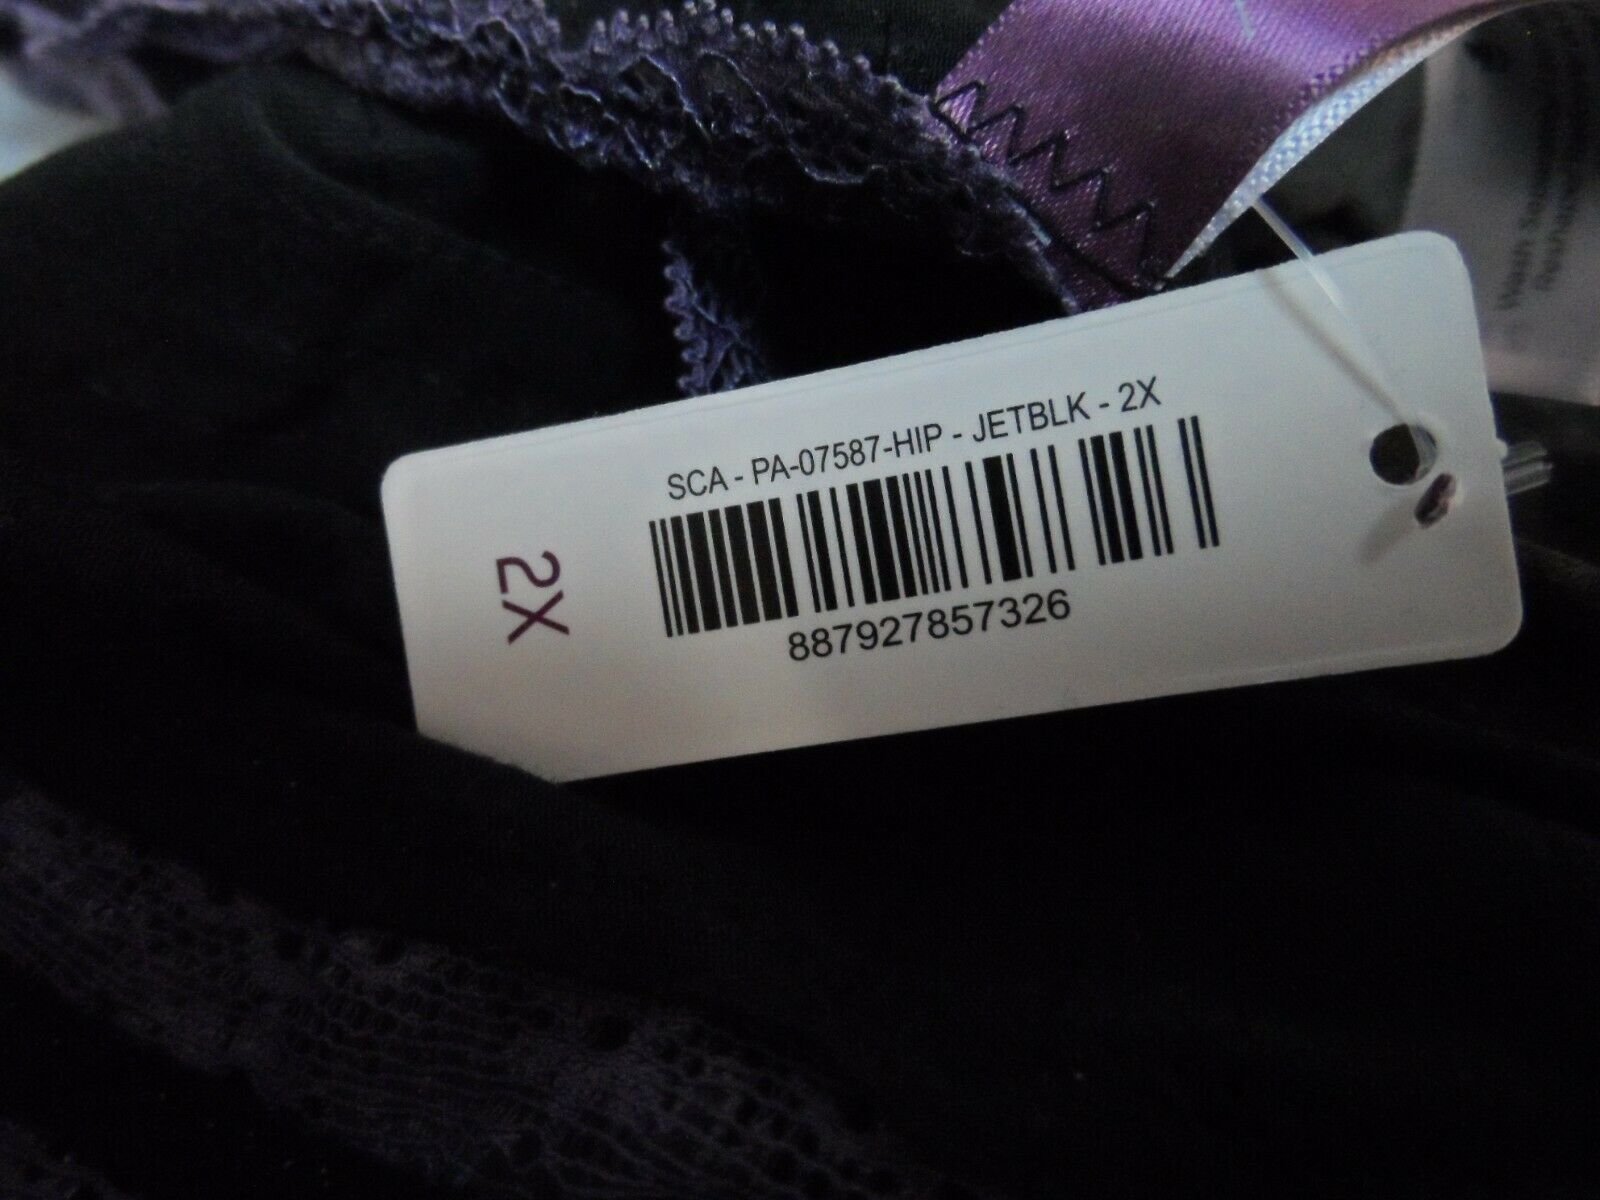 SCA - PA-07587-HIP - JETBLK - 2X
887927857326
2X